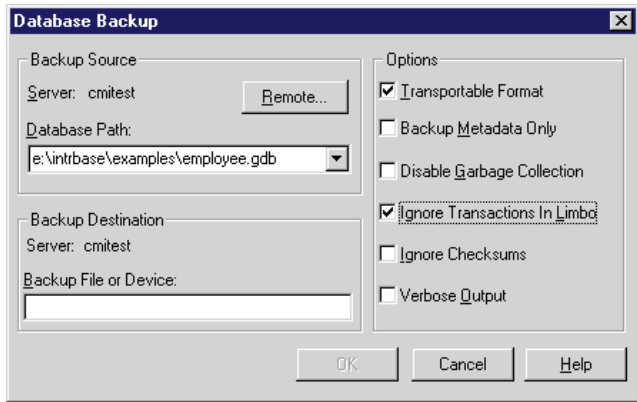 Database Backup
Backup Source
Server: cmitest
Remote...
Database Path:
e:\intrbase\examples\employee.gdb
Backup Destination
Server: cmitest
Backup File or Device:
Options
Transportable Format
Backup Metadata Only
Disable Garbage Collection
Ignore Transactions In Limbo
Ignore Checksums
Verbose Output
OK
Cancel
Help